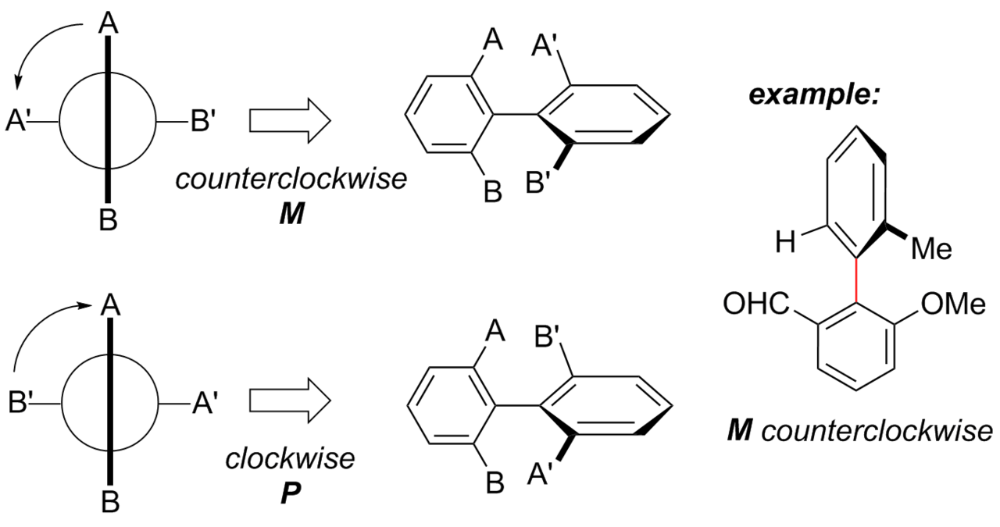 A
A'
B'
B
counterclockwise
M
A
A'
B
B'
A
B'
A'
B
clockwise
P
A
B'
B
A'
example:
H
Me
OHC
OMe
M counterclockwise